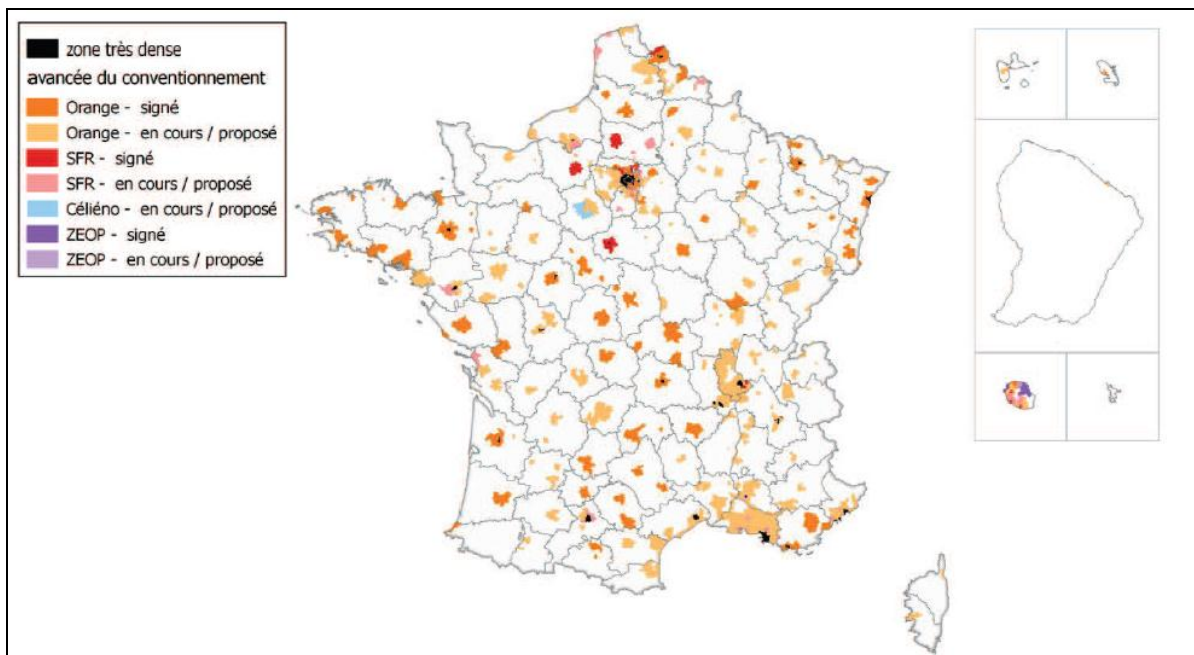 zone très dense
avancée du conventionnement
Orange - signé
Orange - en cours / proposé
SFR - signé
SFR - en cours / proposé
Céliéno - en cours / proposé
ZEOP - signé
ZEOP - en cours / proposé